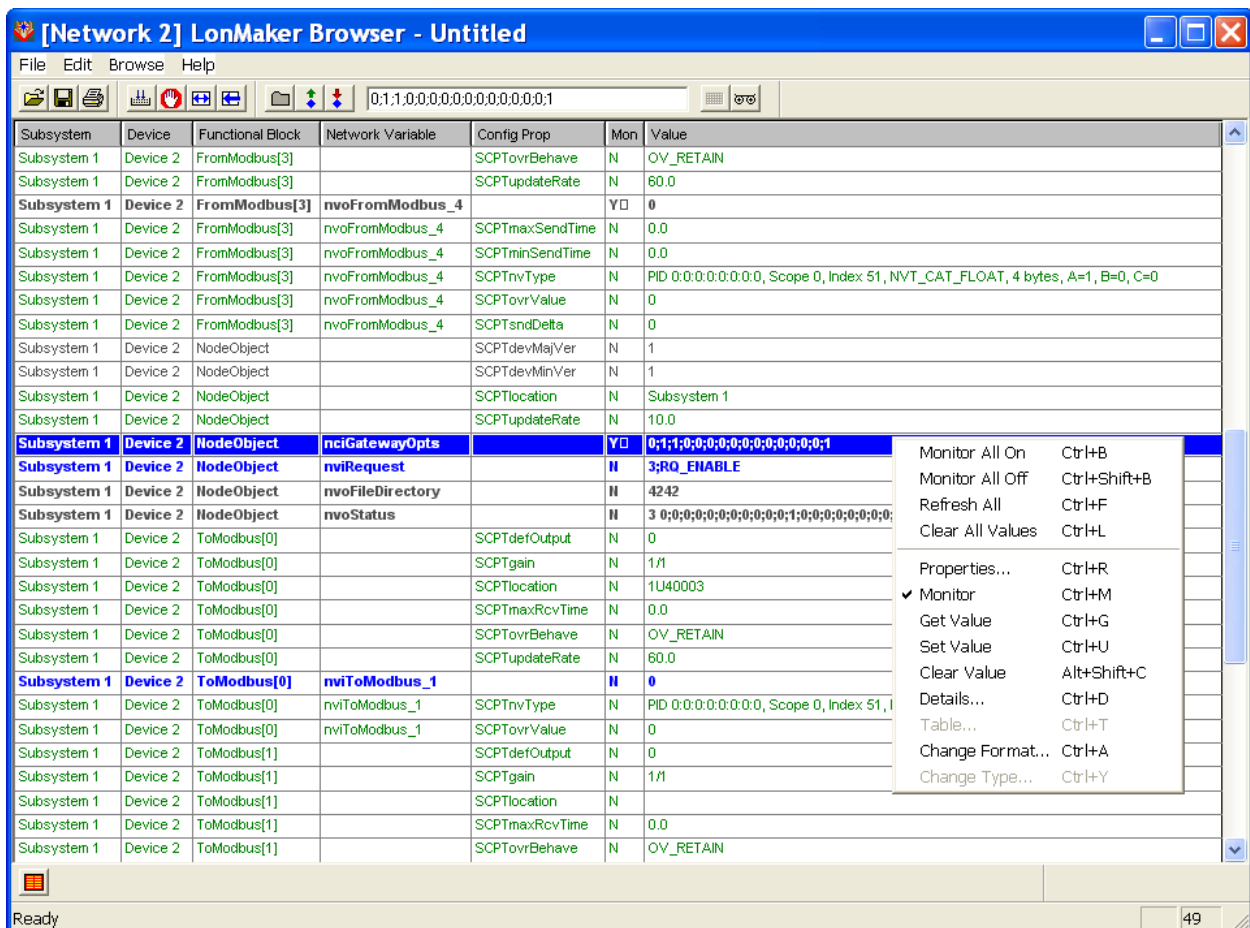 [Network 2] LonMaker Browser - Untitled
File Edit Browse Help
0;1;1;0;0;0;0;0;0;0;0;0;0;0;0;1
Subsystem Device Functional Block Network Variable Config Prop Mon Value
Subsystem 1 Device 2 FromModbus[3] SCPTovrBehave N OV_RETAIN
Subsystem 1 Device 2 FromModbus[3] SCPTupdateRate N 60.0
Subsystem 1 Device 2 FromModbus[3] nvoFromModbus_4 Y 0
Subsystem 1 Device 2 FromModbus[3] nvoFromModbus_4 SCPTmaxSendTime N 0.0
Subsystem 1 Device 2 FromModbus[3] nvoFromModbus_4 SCPTminSendTime N 0.0
Subsystem 1 Device 2 FromModbus[3] nvoFromModbus_4 SCPTnvType N PID 0:0:0:0:0:0:0:0, Scope 0, Index 51, NVT_CAT_FLOAT, 4 bytes, A=1, B=0, C=0
Subsystem 1 Device 2 FromModbus[3] nvoFromModbus_4 SCPTovrValue N 0
Subsystem 1 Device 2 FromModbus[3] nvoFromModbus_4 SCPTsndDelta N 0
Subsystem 1 Device 2 NodeObject SCPTdevMajVer N 1
Subsystem 1 Device 2 NodeObject SCPTdevMinVer N 1
Subsystem 1 Device 2 NodeObject SCPTlocation N Subsystem 1
Subsystem 1 Device 2 NodeObject SCPTupdateRate N 10.0
Subsystem 1 Device 2 NodeObject nciGatewayOpts Y 0;1;1;0;0;0;0;0;0;0;0;0;0;0;0;1
Subsystem 1 Device 2 NodeObject nviRequest N 3;RQ_ENABLE
Subsystem 1 Device 2 NodeObject nvoFileDirectory N 4242
Subsystem 1 Device 2 NodeObject nvoStatus N 3 0;0;0;0;0;0;0;0;0;0;0;1;0;0;0;0;0;0;0;0;
Subsystem 1 Device 2 ToModbus[0] SCPTdefOutput N 0
Subsystem 1 Device 2 ToModbus[0] SCPTgain N 1/1
Subsystem 1 Device 2 ToModbus[0] SCPTlocation N 1U40003
Subsystem 1 Device 2 ToModbus[0] SCPTmaxRcvTime N 0.0
Subsystem 1 Device 2 ToModbus[0] SCPTovrBehave N OV_RETAIN
Subsystem 1 Device 2 ToModbus[0] SCPTupdateRate N 60.0
Subsystem 1 Device 2 ToModbus[0] nviToModbus_1 N 0
Subsystem 1 Device 2 ToModbus[0] nviToModbus_1 SCPTnvType N PID 0:0:0:0:0:0:0:0, Scope 0, Index 51,
Subsystem 1 Device 2 ToModbus[0] nviToModbus_1 SCPTovrValue N 0
Subsystem 1 Device 2 ToModbus[1] SCPTdefOutput N 0
Subsystem 1 Device 2 ToModbus[1] SCPTgain N 1/1
Subsystem 1 Device 2 ToModbus[1] SCPTlocation N
Subsystem 1 Device 2 ToModbus[1] SCPTmaxRcvTime N 0.0
Subsystem 1 Device 2 ToModbus[1] SCPTovrBehave N OV_RETAIN
Monitor All On Ctrl+B
Monitor All Off Ctrl+Shift+B
Refresh All Ctrl+F
Clear All Values Ctrl+L
Properties... Ctrl+R
Monitor Ctrl+M
Get Value Ctrl+G
Set Value Ctrl+U
Clear Value Alt+Shift+C
Details... Ctrl+D
Table... Ctrl+T
Change Format... Ctrl+A
Change Type... Ctrl+Y
Ready 49